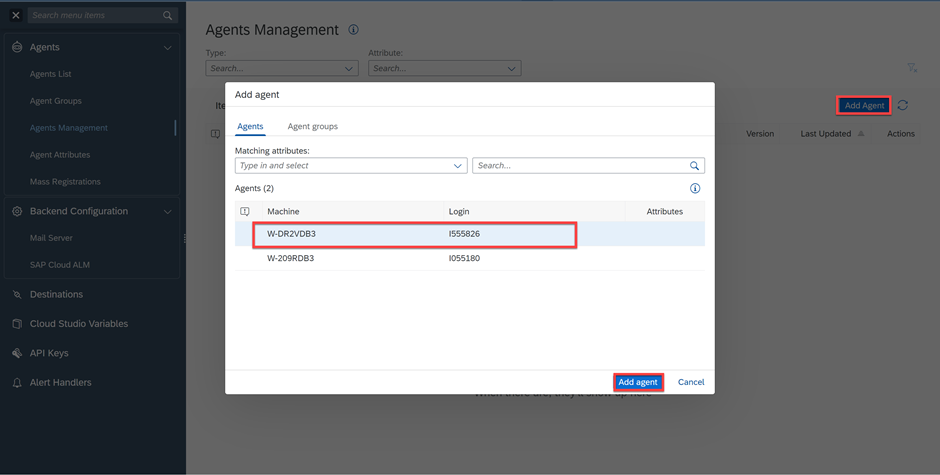 Search menu items
Agents
Agents List
Agent Groups
Agents Management
Agent Attributes
Mass Registrations
Backend Configuration
Mail Server
SAP Cloud ALM
Destinations
Cloud Studio Variables
API Keys
Alert Handlers
Agents Management
Type: Attribute:
Search... Search...
Ite
Add Agent
Version Last Updated Actions
Add agent
Agents Agent groups
Matching attributes:
Type in and select Search...
Agents (2)
Machine Login Attributes
W-DR2VDB3 I555826
W-209RDB3 I055180
Add agent Cancel
When there are, they'll show up here